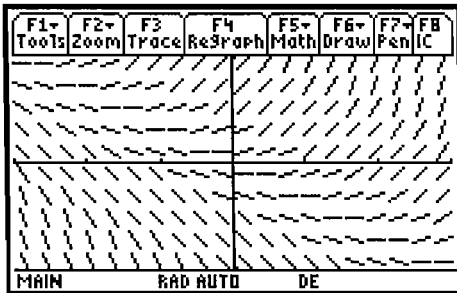 F1▾ F2▾ F3 F4 F5▾ F6▾ F7▾ F8
Tools Zoom Trace ReGraph Math Draw Pen IC
MAIN RAD AUTO DE